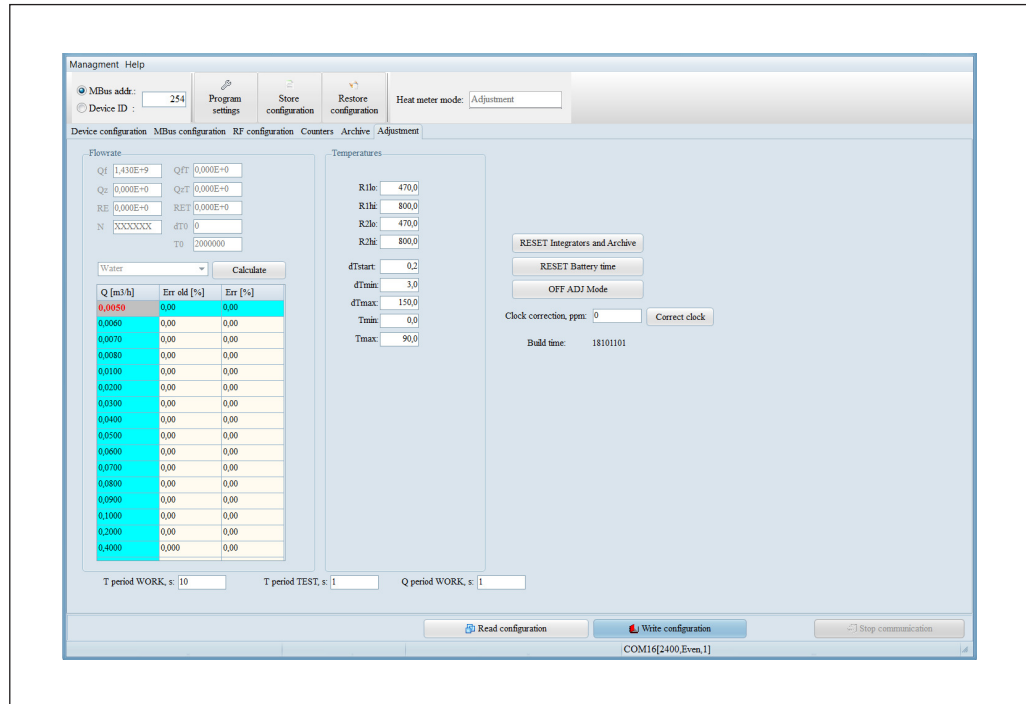 Managment Help
MBus addr.:
Device ID :
254
Program settings
Store configuration
Restore configuration
Heat meter mode: Adjustment
Device configuration MBus configuration RF configuration Counters Archive Adjustment
Flowrate
Qf 1,430E+9 QfT 0,000E+0
Qz 0,000E+0 QzT 0,000E+0
RE 0,000E+0 RET 0,000E+0
N XXXXXX dT0 0
T0 2000000
Water Calculate
Q [m3/h] Err old [%] Err [%]
0,0050 0,00 0,00
0,0060 0,00 0,00
0,0070 0,00 0,00
0,0080 0,00 0,00
0,0100 0,00 0,00
0,0200 0,00 0,00
0,0300 0,00 0,00
0,0400 0,00 0,00
0,0500 0,00 0,00
0,0600 0,00 0,00
0,0700 0,00 0,00
0,0800 0,00 0,00
0,0900 0,00 0,00
0,1000 0,00 0,00
0,2000 0,00 0,00
0,4000 0,000 0,00
Temperatures
R1lo: 470,0
R1hi: 800,0
R2lo: 470,0
R2hi: 800,0
dTstart: 0,2
dTmin: 3,0
dTmax: 150,0
Tmin: 0,0
Tmax: 90,0
RESET Integrators and Archive
RESET Battery time
OFF ADJ Mode
Clock correction, ppm: 0 Correct clock
Build time: 18101101
T period WORK, s: 10 T period TEST, s: 1 Q period WORK, s: 1
Read configuration Write configuration Stop communication
COM16[2400,Even,1]